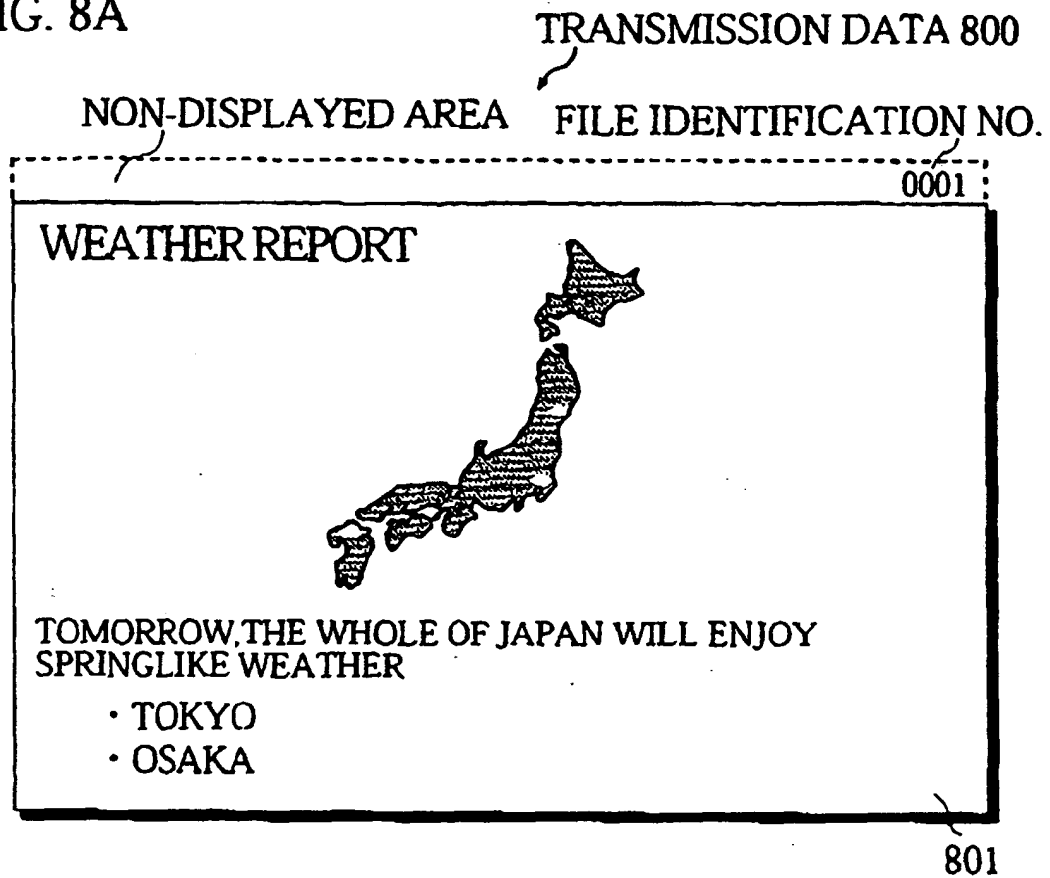 IG. 8A
TRANSMISSION DATA 800
NON-DISPLAYED AREA
FILE IDENTIFICATION NO.
0001
WEATHER REPORT
TOMORROW,THE WHOLE OF JAPAN WILL ENJOY
SPRINGLIKE WEATHER
· TOKYO
· OSAKA
801